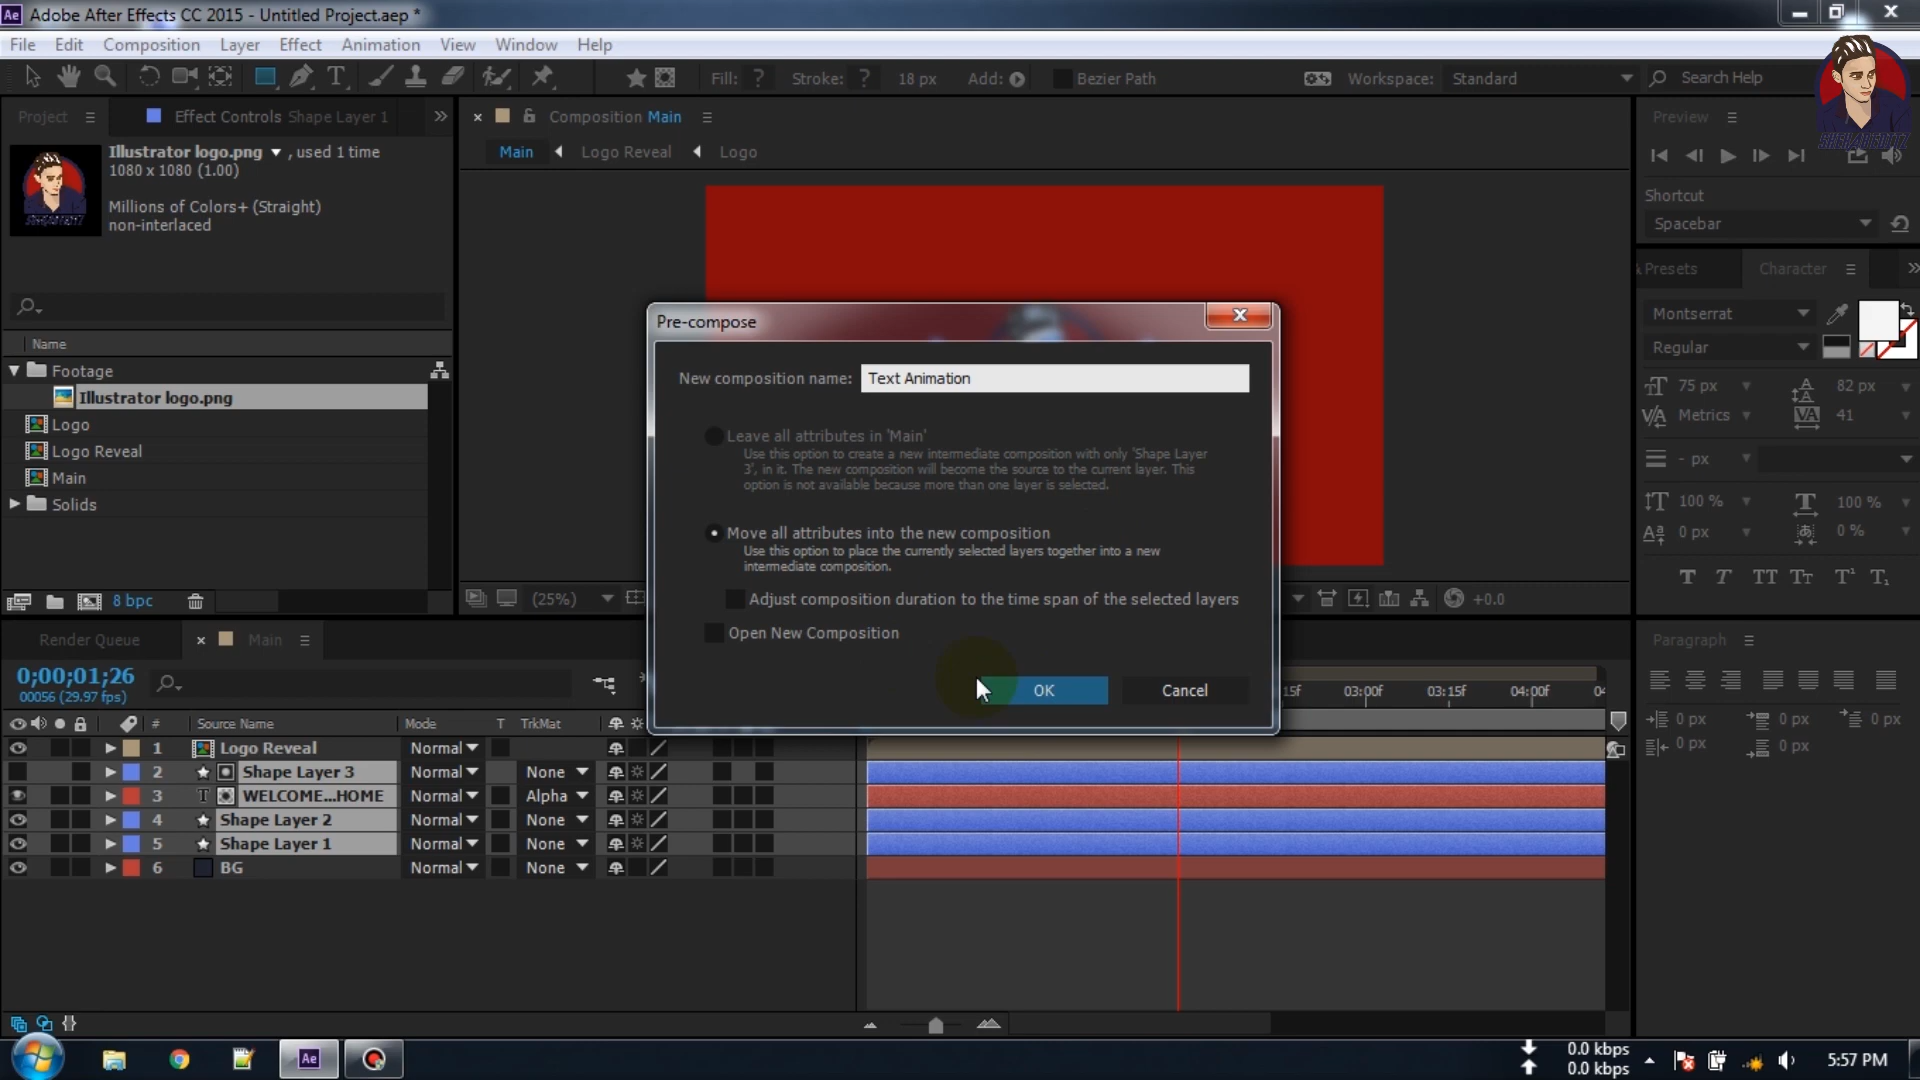 Adobe After Effects CC 2015 - Untitled Project.aep *
File Edit Composition Layer Effect Animation View Window Help
Fill: ? Stroke: ? 18 px Add: Bezier Path Workspace: Standard Search Help
Project Effect Controls Shape Layer 1
Composition Main
Preview
Illustrator logo.png , used 1 time
1080 x 1080 (1.00)
Millions of Colors+ (Straight)
non-interlaced
Main Logo Reveal Logo
Shortcut
Spacebar
Presets Character
Montserrat
Regular
75 px 82 px
Metrics 41
- px
100 % 100 %
0 px 0 %
Name
Footage
Illustrator logo.png
Logo
Logo Reveal
Main
Solids
8 bpc
(25%)
+0.0
Pre-compose
New composition name: Text Animation
Leave all attributes in 'Main'
Use this option to create a new intermediate composition with only 'Shape Layer
3', in it. The new composition will become the source to the current layer. This
option is not available because more than one layer is selected.
Move all attributes into the new composition
Use this option to place the currently selected layers together into a new
intermediate composition.
Adjust composition duration to the time span of the selected layers
Open New Composition
OK Cancel
Render Queue Main
0;00;01;26
00056 (29.97 fps)
15f 03:00f 03:15f 04:00f
Paragraph
0 px 0 px 0 px
0 px 0 px
# Source Name Mode T TrkMat
1 Logo Reveal Normal
2 Shape Layer 3 Normal None
3 WELCOME...HOME Normal Alpha
4 Shape Layer 2 Normal None
5 Shape Layer 1 Normal None
6 BG Normal None
0.0 kbps
0.0 kbps
5:57 PM